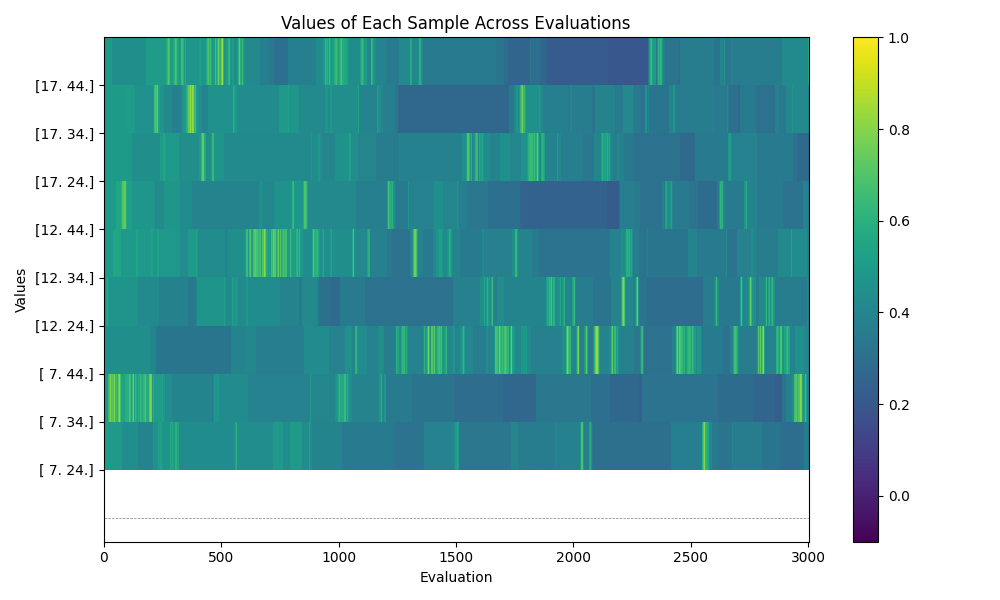 Values of Each Sample Across Evaluations
[17. 44.]
[17. 34.]
[17. 24.]
[12. 44.]
[12. 34.]
[12. 24.]
[ 7. 44.]
[ 7. 34.]
[ 7. 24.]
Values
0 500 1000 1500 2000 2500 3000
Evaluation
1.0
0.8
0.6
0.4
0.2
0.0